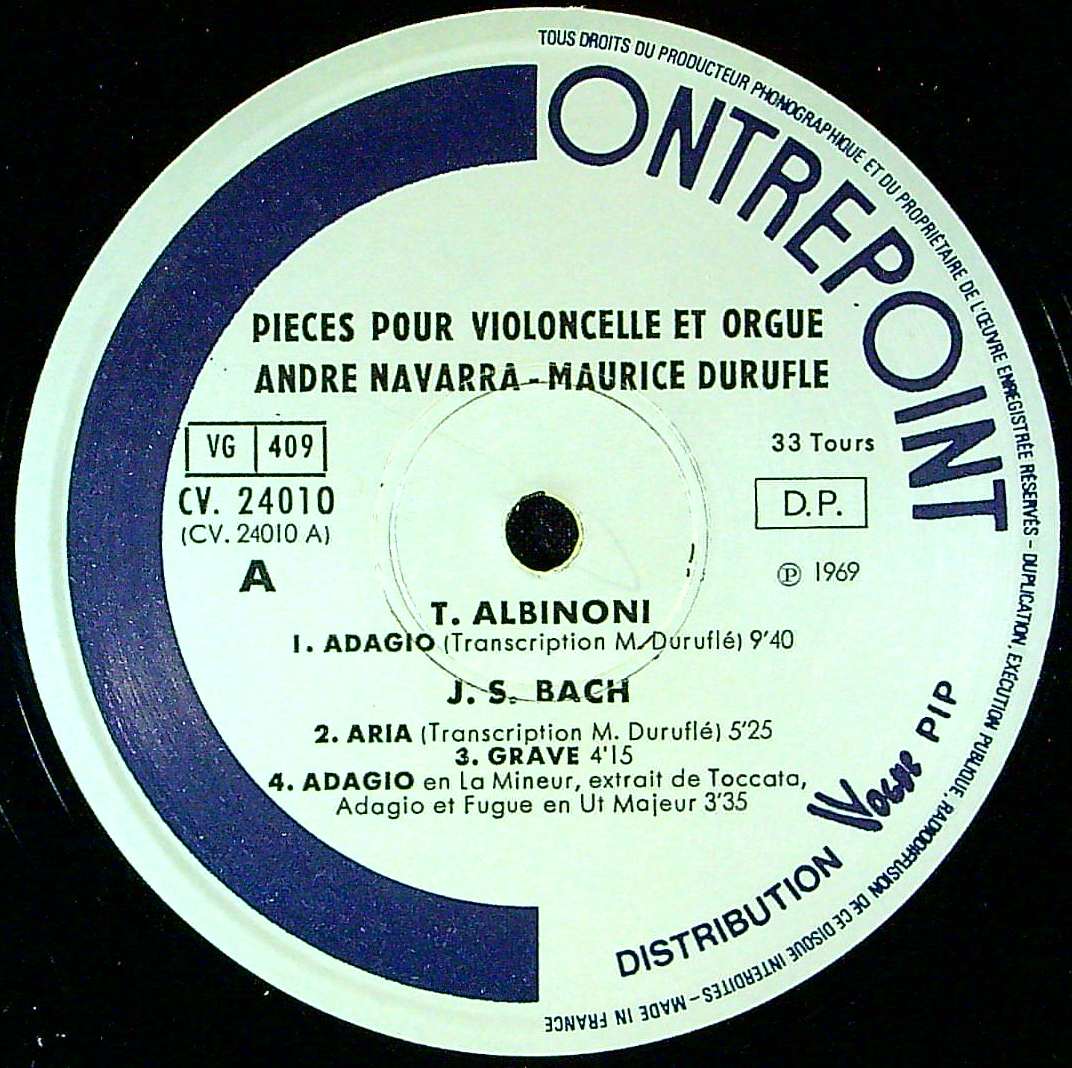 TOUS DROITS DU PRODUCTEUR PHONOGRAPHIQUE ET DU PROPRIÉTAIRE DE L'ŒUVRE ENREGISTRÉE RÉSERVÉS - DUPLICATION, EXÉCUTION PUBLIQUE, RADIODIFFUSION DE CE DISQUE INTERDITES - MADE IN FRANCE
CONTREPOINT
PIECES POUR VIOLONCELLE ET ORGUE
ANDRE NAVARRA - MAURICE DURUFLE
VG 409
33 Tours
CV. 24010
D.P.
(CV. 24010 A)
A
℗ 1969
T. ALBINONI
1. ADAGIO (Transcription M. Duruflé) 9'40
J. S. BACH
2. ARIA (Transcription M. Duruflé) 5'25
3. GRAVE 4'15
4. ADAGIO en La Mineur, extrait de Toccata,
Adagio et Fugue en Ut Majeur 3'35
DISTRIBUTION VOGUE PIP